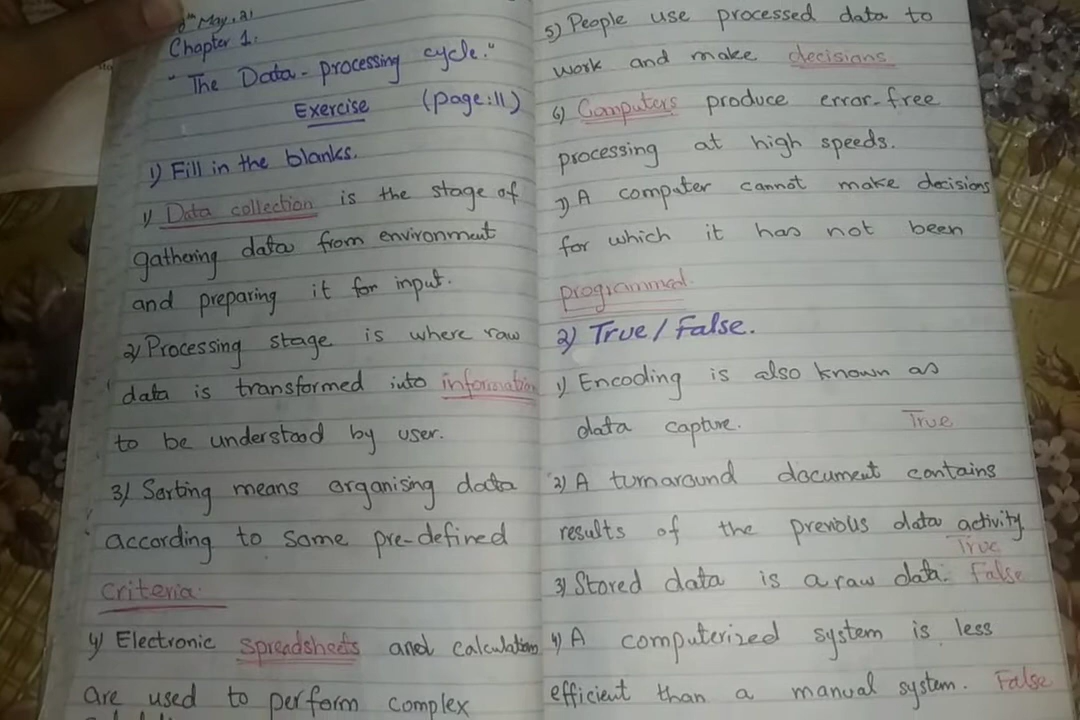 May, 21
Chapter 1:
"The Data-processing cycle."
Exercise (page:11)
1) Fill in the blanks.
1) Data collection is the stage of
gathering data from environment
and preparing it for input.
2) Processing stage is where raw
data is transformed into information
to be understood by user.
3) Sorting means organising data
according to some pre-defined
criteria.
4) Electronic spreadsheets and calculations
are used to perform complex
5) People use processed data to
work and make decisions
6) Computers produce error-free
processing at high speeds.
7) A computer cannot make decisions
for which it has not been
programmed.
2) True/False.
1) Encoding is also known as
data capture. True
2) A turnaround document contains
results of the previous data activity
True
3) Stored data is a raw data. False
4) A computerized system is less
efficient than a manual system. False